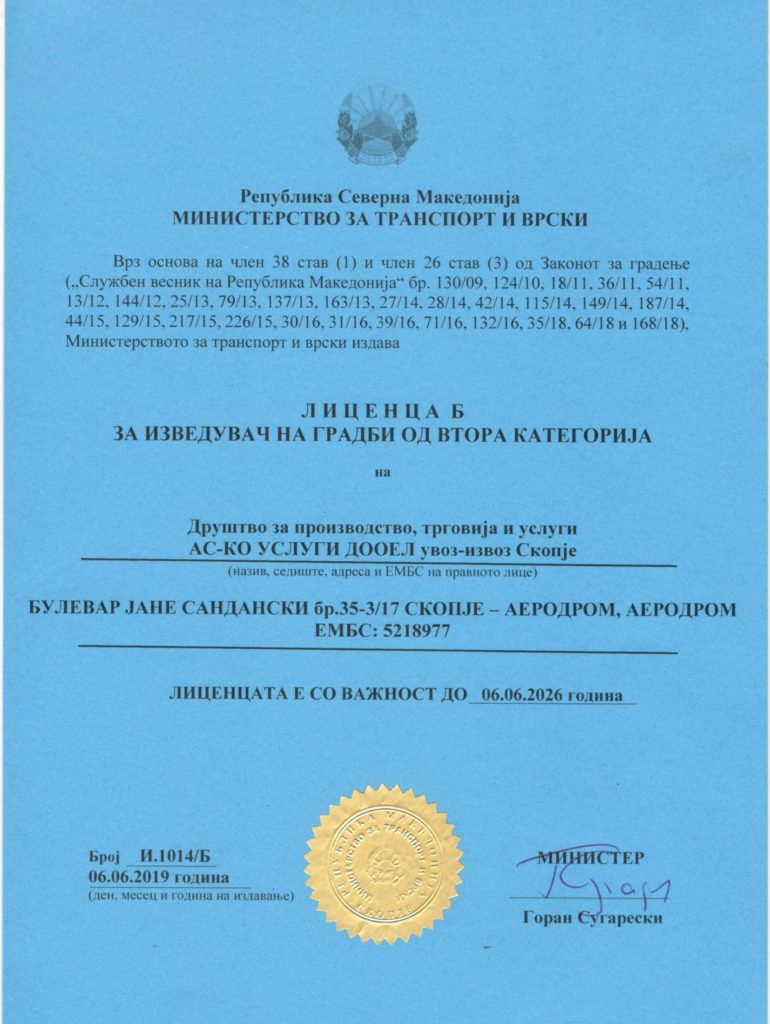 Република Северна Македонија
МИНИСТЕРСТВО ЗА ТРАНСПОРТ И ВРСКИ
Врз основа на член 38 став (1) и член 26 став (3) од Законот за градење
(„Службен весник на Република Македонија“ бр. 130/09, 124/10, 18/11, 36/11, 54/11,
13/12, 144/12, 25/13, 79/13, 137/13, 163/13, 27/14, 28/14, 42/14, 115/14, 149/14, 187/14,
44/15, 129/15, 217/15, 226/15, 30/16, 31/16, 39/16, 71/16, 132/16, 35/18, 64/18 и 168/18),
Министерството за транспорт и врски издава
Л И Ц Е Н Ц А Б
ЗА ИЗВЕДУВАЧ НА ГРАДБИ ОД ВТОРА КАТЕГОРИЈА
на
Друштво за производство, трговија и услуги
АС-КО УСЛУГИ ДООЕЛ увоз-извоз Скопје
(назив, седиште, адреса и ЕМБС на правното лице)
БУЛЕВАР ЈАНЕ САНДАНСКИ бр.35-3/17 СКОПЈЕ – АЕРОДРОМ, АЕРОДРОМ
ЕМБС: 5218977
ЛИЦЕНЦАТА Е СО ВАЖНОСТ ДО 06.06.2026 година
Број И.1014/Б
06.06.2019 година
(ден, месец и година на издавање)
РЕПУБЛИКА МАКЕДОНИЈА
МИНИСТЕРСТВО ЗА ТРАНСПОРТ И ВРСКИ
СКОПЈЕ
МИНИСТЕР
Горан Сугарески